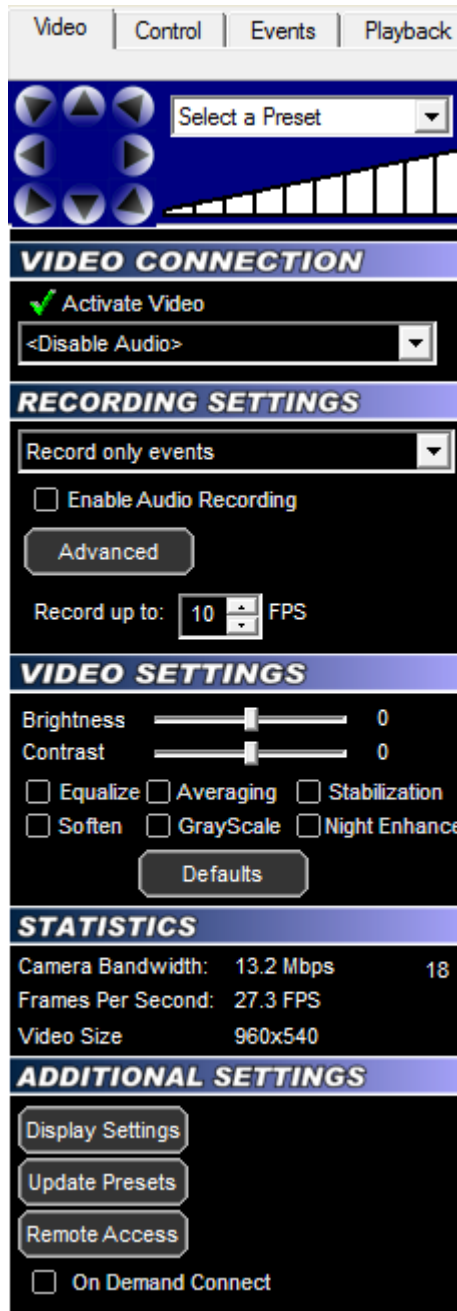 Video Control Events Playback
Select a Preset
VIDEO CONNECTION
Activate Video
<Disable Audio>
RECORDING SETTINGS
Record only events
Enable Audio Recording
Advanced
Record up to: 10 FPS
VIDEO SETTINGS
Brightness 0
Contrast 0
Equalize Averaging Stabilization
Soften GrayScale Night Enhance
Defaults
STATISTICS
Camera Bandwidth: 13.2 Mbps 18
Frames Per Second: 27.3 FPS
Video Size 960x540
ADDITIONAL SETTINGS
Display Settings
Update Presets
Remote Access
On Demand Connect